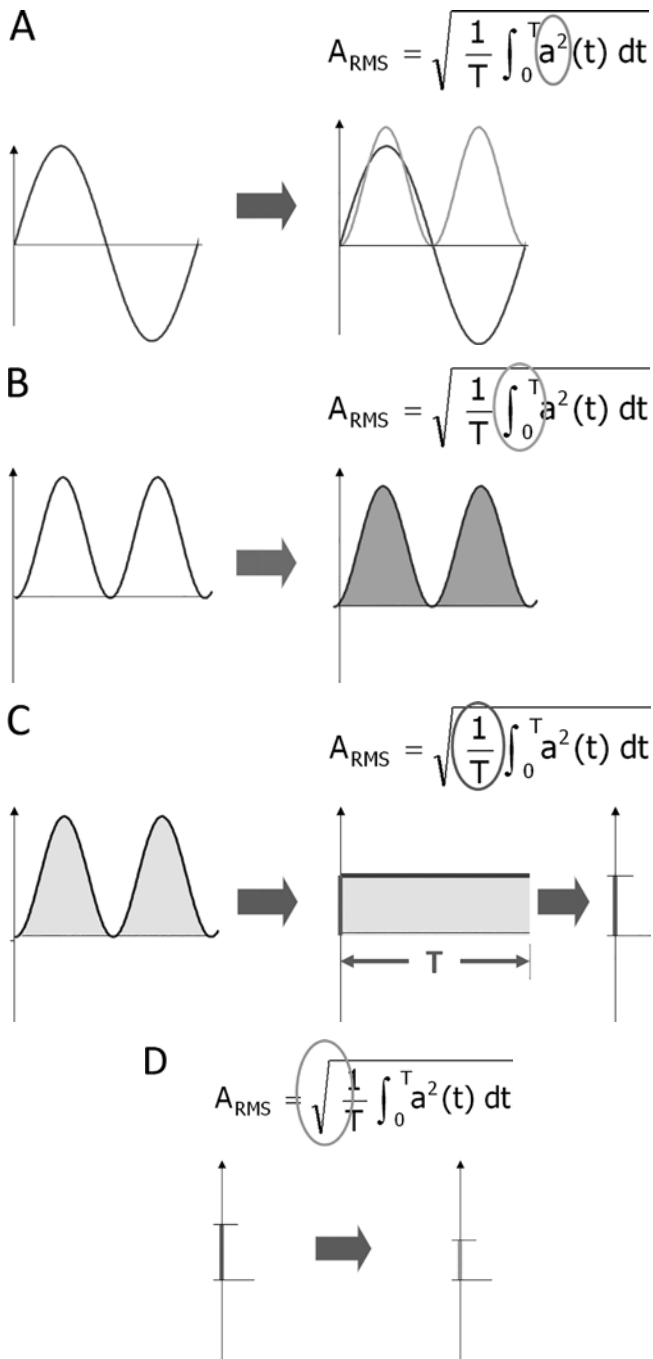 A
A_RMS = √ 1/T ∫_0^T a²(t) dt
B
A_RMS = √ 1/T ∫_0^T a²(t) dt
C
A_RMS = √ 1/T ∫_0^T a²(t) dt
T
D
A_RMS = √ 1/T ∫_0^T a²(t) dt